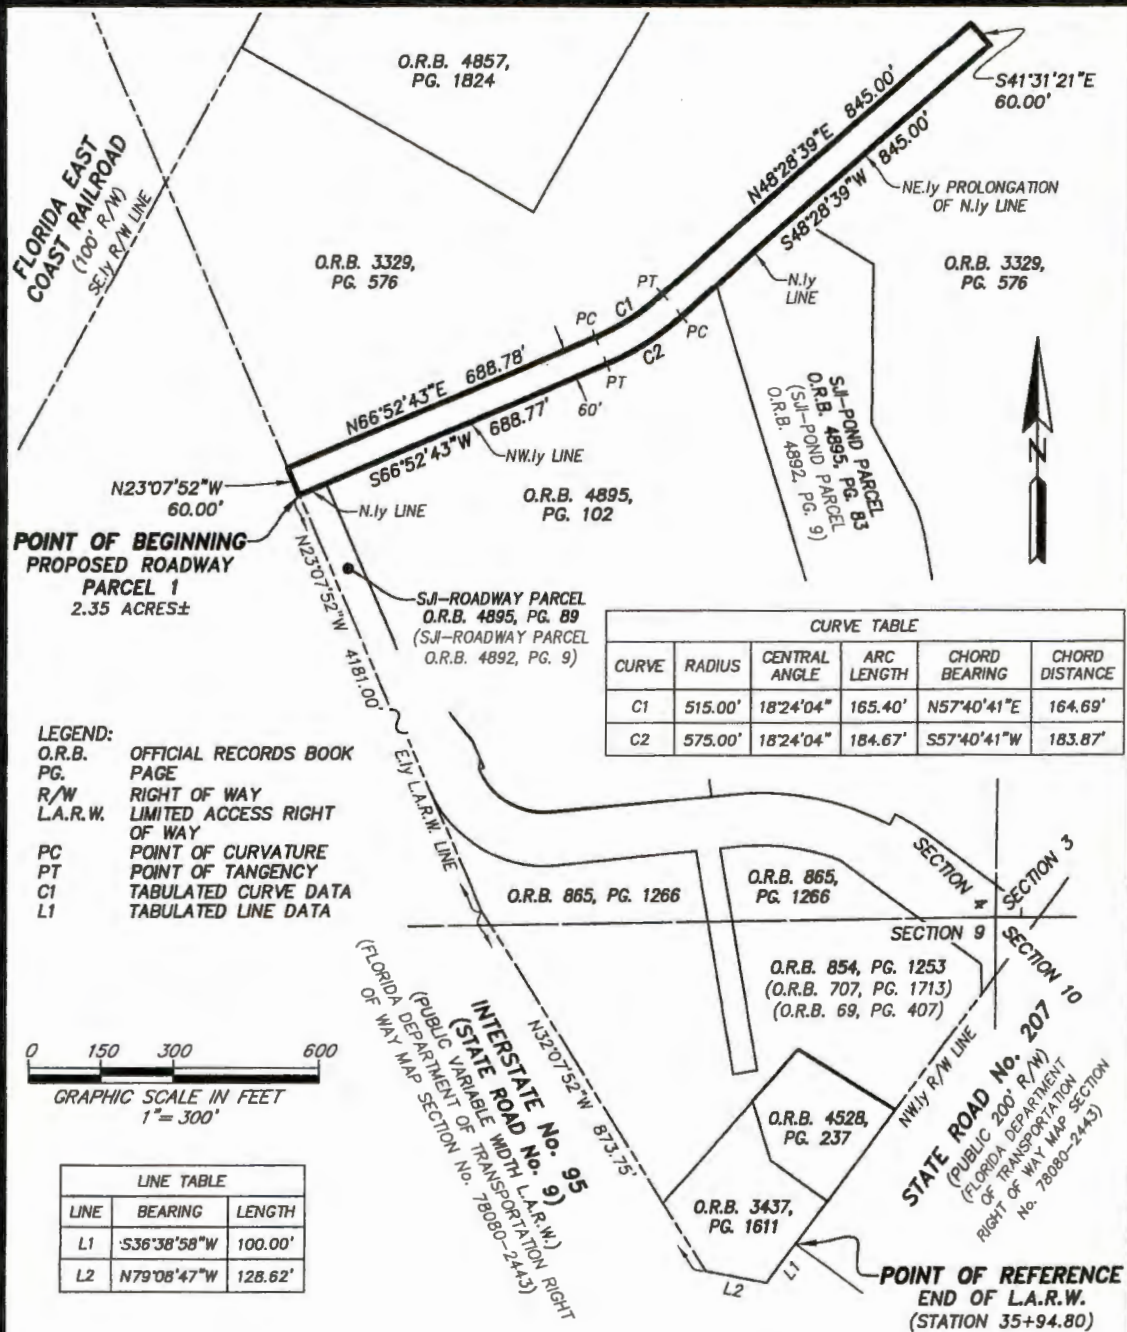 O.R.B. 4857,
PG. 1824
S41°31'21"E
60.00'
N48°28'39"E 845.00'
S48°28'39"W 845.00'
NE.ly PROLONGATION
OF N.ly LINE
FLORIDA EAST
COAST RAILROAD
(100' R/W)
SE.ly R/W LINE
O.R.B. 3329,
PG. 576
O.R.B. 3329,
PG. 576
N.ly
LINE
PT
C1
PC
PC
C2
PT
60'
N66°52'43"E 688.78'
S66°52'43"W 688.77'
NW.ly LINE
SJI-POND PARCEL
O.R.B. 4895, PG. 83
(SJI-POND PARCEL
O.R.B. 4892, PG. 9)
N
N23°07'52"W
60.00'
N.ly LINE
O.R.B. 4895,
PG. 102
POINT OF BEGINNING
PROPOSED ROADWAY
PARCEL 1
2.35 ACRES±
N23°07'52"W 4181.00'
SJI-ROADWAY PARCEL
O.R.B. 4895, PG. 89
(SJI-ROADWAY PARCEL
O.R.B. 4892, PG. 9)
CURVE TABLE
CURVE RADIUS CENTRAL ANGLE ARC LENGTH CHORD BEARING CHORD DISTANCE
C1 515.00' 18°24'04" 165.40' N57°40'41"E 164.69'
C2 575.00' 18°24'04" 184.67' S57°40'41"W 183.87'
LEGEND:
O.R.B. OFFICIAL RECORDS BOOK
PG. PAGE
R/W RIGHT OF WAY
L.A.R.W. LIMITED ACCESS RIGHT
OF WAY
PC POINT OF CURVATURE
PT POINT OF TANGENCY
C1 TABULATED CURVE DATA
L1 TABULATED LINE DATA
E.ly L.A.R.W. LINE
O.R.B. 865, PG. 1266
O.R.B. 865,
PG. 1266
SECTION 4
SECTION 3
SECTION 9
SECTION 10
O.R.B. 854, PG. 1253
(O.R.B. 707, PG. 1713)
(O.R.B. 69, PG. 407)
N32°07'52"W 873.75'
INTERSTATE No. 95
(STATE ROAD No. 9)
(PUBLIC VARIABLE WIDTH L.A.R.W.)
(FLORIDA DEPARTMENT OF TRANSPORTATION RIGHT
OF WAY MAP SECTION No. 78080-2443)
NW.ly R/W LINE
STATE ROAD No. 207
(PUBLIC 200' R/W)
(FLORIDA DEPARTMENT
OF TRANSPORTATION
RIGHT OF WAY MAP SECTION
No. 78080-2443)
0 150 300 600
GRAPHIC SCALE IN FEET
1"= 300'
O.R.B. 4528,
PG. 237
O.R.B. 3437,
PG. 1611
LINE TABLE
LINE BEARING LENGTH
L1 S36°38'58"W 100.00'
L2 N79°08'47"W 128.62'
L2
L1
POINT OF REFERENCE
END OF L.A.R.W.
(STATION 35+94.80)